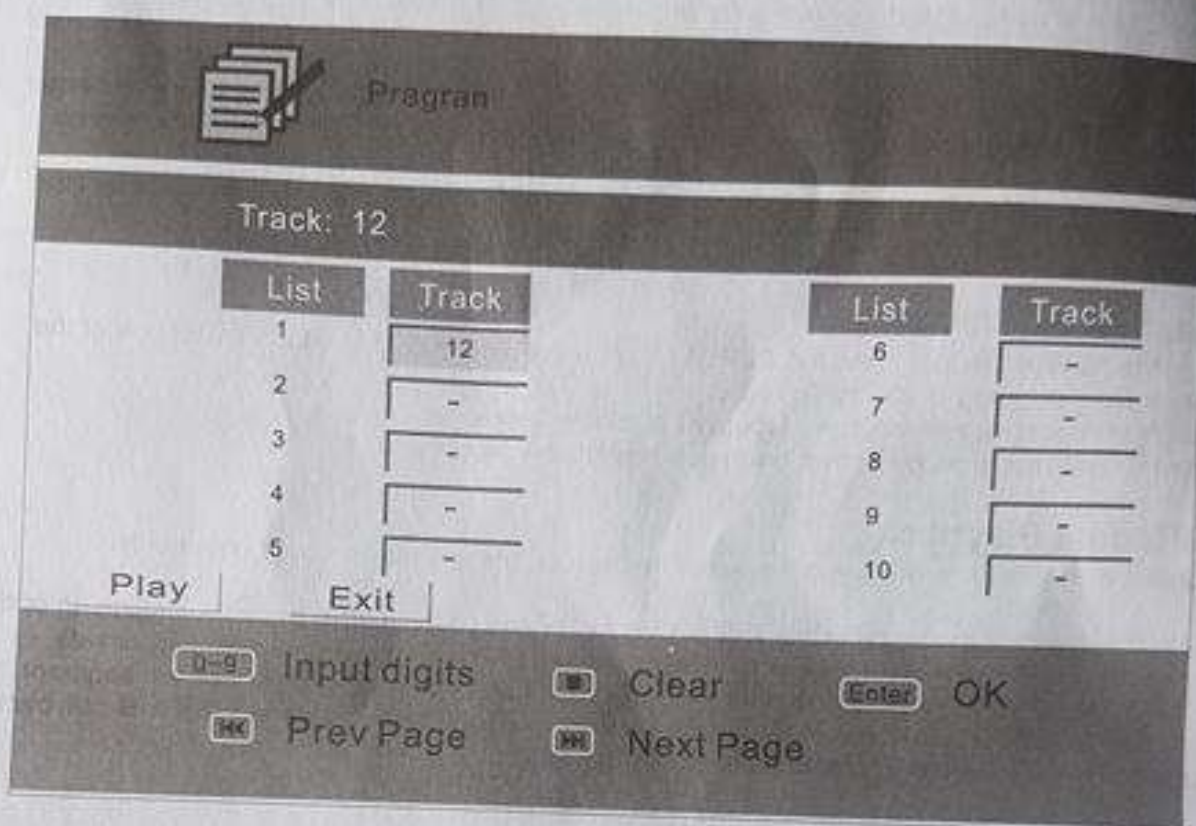 Pragran
Track: 12
List Track List Track
1 12 6 -
2 - 7 -
3 - 8 -
4 - 9 -
5 - 10 -
Play Exit
0-9 Input digits Clear Enter OK
Prev Page Next Page